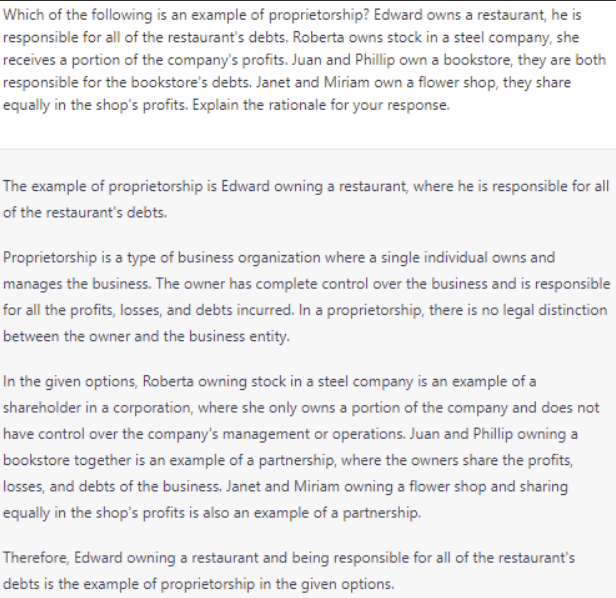 Which of the following is an example of proprietorship? Edward owns a restaurant, he is
responsible for all of the restaurant's debts. Roberta owns stock in a steel company, she
receives a portion of the company's profits. Juan and Phillip own a bookstore, they are both
responsible for the bookstore's debts. Janet and Miriam own a flower shop, they share
equally in the shop's profits. Explain the rationale for your response.
The example of proprietorship is Edward owning a restaurant, where he is responsible for all
of the restaurant's debts.
Proprietorship is a type of business organization where a single individual owns and
manages the business. The owner has complete control over the business and is responsible
for all the profits, losses, and debts incurred. In a proprietorship, there is no legal distinction
between the owner and the business entity.
In the given options, Roberta owning stock in a steel company is an example of a
shareholder in a corporation, where she only owns a portion of the company and does not
have control over the company's management or operations. Juan and Phillip owning a
bookstore together is an example of a partnership, where the owners share the profits,
losses, and debts of the business. Janet and Miriam owning a flower shop and sharing
equally in the shop's profits is also an example of a partnership.
Therefore, Edward owning a restaurant and being responsible for all of the restaurant's
debts is the example of proprietorship in the given options.